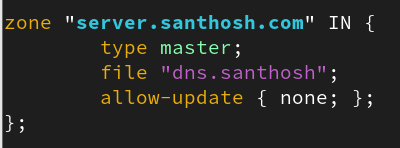 zone "server.santhosh.com" IN {
        type master;
        file "dns.santhosh";
        allow-update { none; };
};